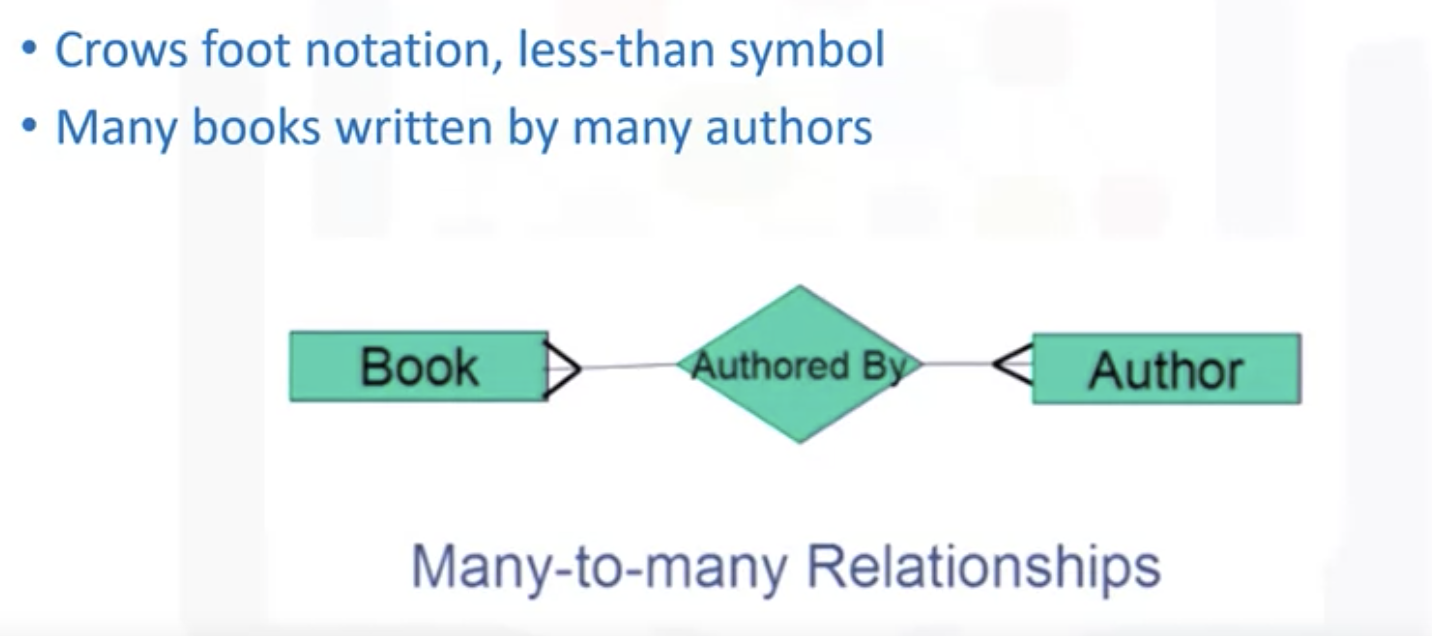 • Crows foot notation, less-than symbol
• Many books written by many authors
Book
Authored By
Author
Many-to-many Relationships